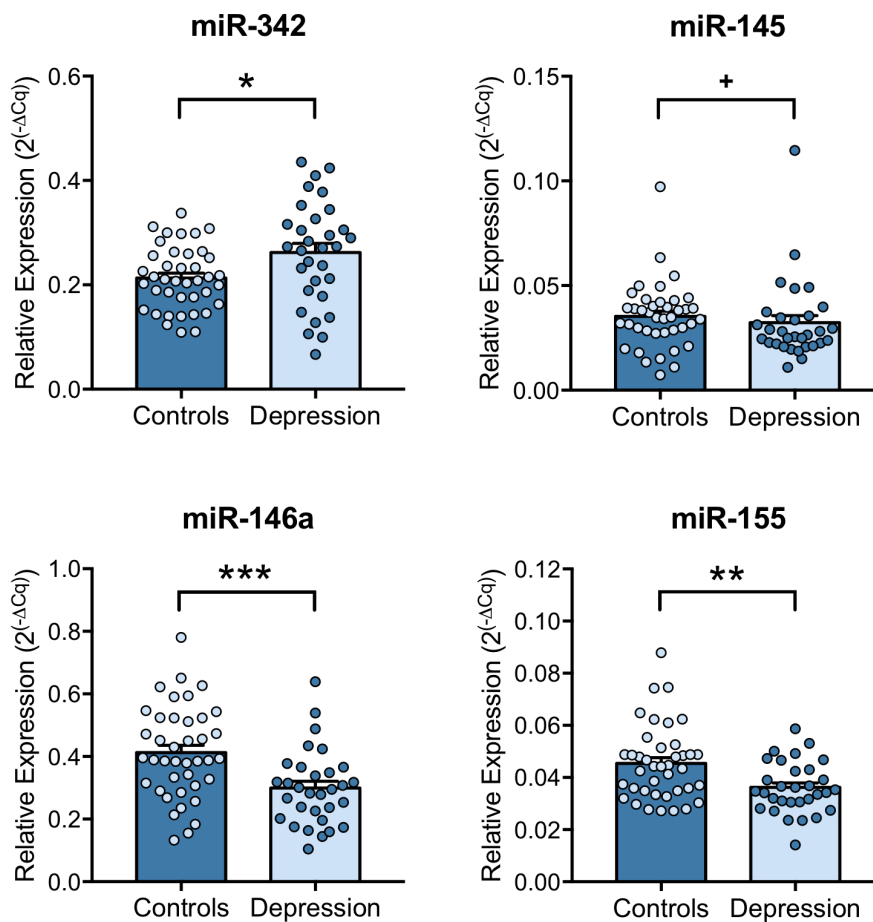 miR-342
Relative Expression (2^(-ΔCq))
0.6
0.4
0.2
0.0
*
Controls
Depression
miR-145
Relative Expression (2^(-ΔCq))
0.15
0.10
0.05
0.00
+
Controls
Depression
miR-146a
Relative Expression (2^(-ΔCq))
1.0
0.8
0.6
0.4
0.2
0.0
***
Controls
Depression
miR-155
Relative Expression (2^(-ΔCq))
0.12
0.10
0.08
0.06
0.04
0.02
0.00
**
Controls
Depression